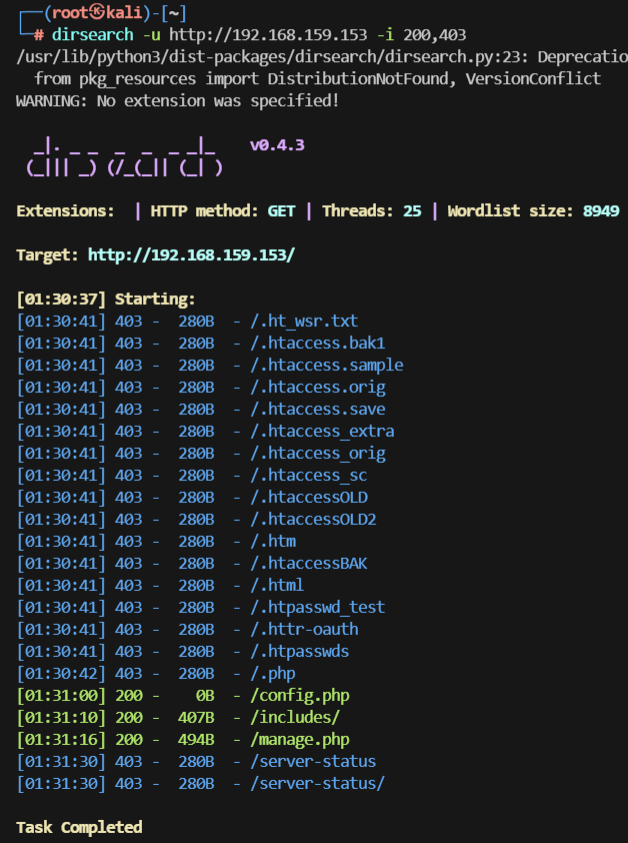 ┌──(root㉿kali)-[~]
└─# dirsearch -u http://192.168.159.153 -i 200,403
/usr/lib/python3/dist-packages/dirsearch/dirsearch.py:23: Deprecatio
  from pkg_resources import DistributionNotFound, VersionConflict
WARNING: No extension was specified!
  _|. _ _  _  _  _ _|_    v0.4.3
 (_||| _) (/_(_|| (_| )
Extensions:  | HTTP method: GET | Threads: 25 | Wordlist size: 8949
Target: http://192.168.159.153/
[01:30:37] Starting:
[01:30:41] 403 -  280B  - /.ht_wsr.txt
[01:30:41] 403 -  280B  - /.htaccess.bak1
[01:30:41] 403 -  280B  - /.htaccess.sample
[01:30:41] 403 -  280B  - /.htaccess.orig
[01:30:41] 403 -  280B  - /.htaccess.save
[01:30:41] 403 -  280B  - /.htaccess_extra
[01:30:41] 403 -  280B  - /.htaccess_orig
[01:30:41] 403 -  280B  - /.htaccess_sc
[01:30:41] 403 -  280B  - /.htaccessOLD
[01:30:41] 403 -  280B  - /.htaccessOLD2
[01:30:41] 403 -  280B  - /.htm
[01:30:41] 403 -  280B  - /.htaccessBAK
[01:30:41] 403 -  280B  - /.html
[01:30:41] 403 -  280B  - /.htpasswd_test
[01:30:41] 403 -  280B  - /.httr-oauth
[01:30:41] 403 -  280B  - /.htpasswds
[01:30:42] 403 -  280B  - /.php
[01:31:00] 200 -    0B  - /config.php
[01:31:10] 200 -  407B  - /includes/
[01:31:16] 200 -  494B  - /manage.php
[01:31:30] 403 -  280B  - /server-status
[01:31:30] 403 -  280B  - /server-status/
Task Completed